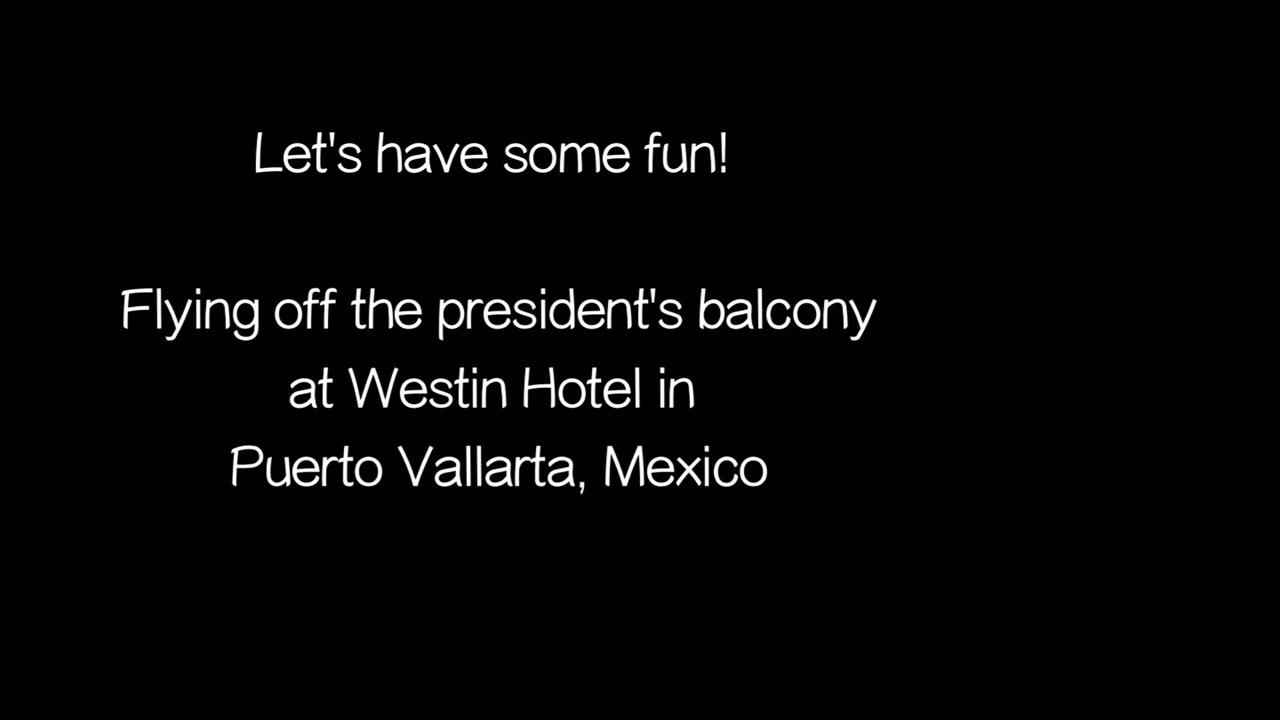 Let's have some fun!
Flying off the president's balcony
at Westin Hotel in
Puerto Vallarta, Mexico